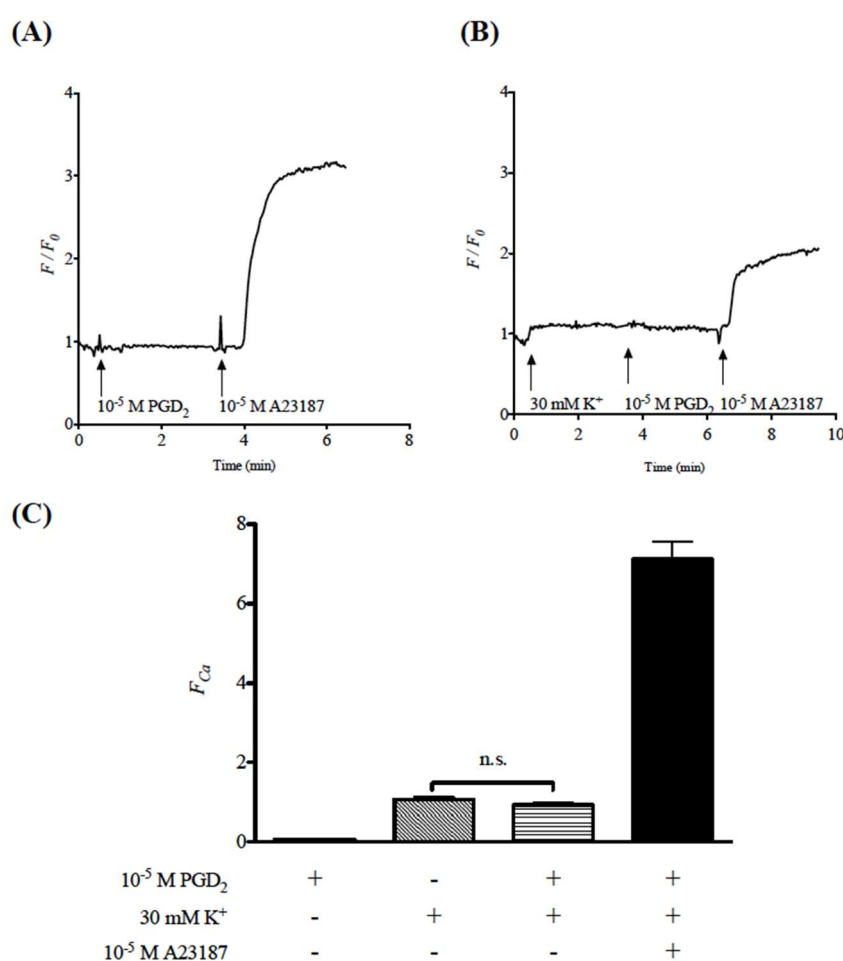 (A)
4
3
2
1
0
F / F0
10-5 M PGD2
10-5 M A23187
0 2 4 6 8
Time (min)
(B)
4
3
2
1
0
F / F0
30 mM K+
10-5 M PGD2
10-5 M A23187
0 2 4 6 8 10
Time (min)
(C)
8
6
4
2
0
FCa
n.s.
10-5 M PGD2 + - + +
30 mM K+ - + + +
10-5 M A23187 - - - +